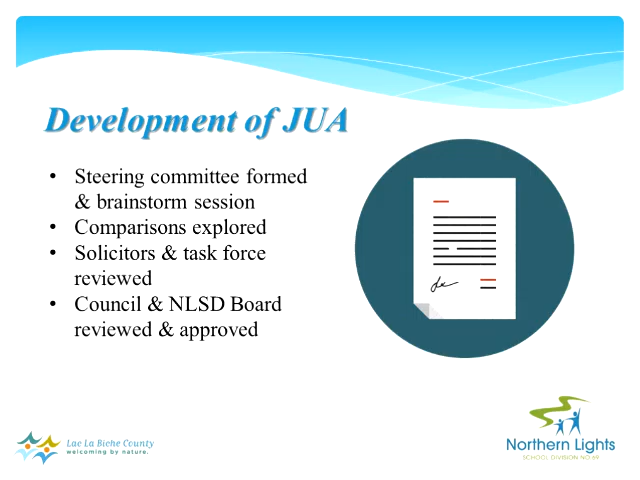 Development of JUA
• Steering committee formed
& brainstorm session
• Comparisons explored
• Solicitors & task force
reviewed
• Council & NLSD Board
reviewed & approved
Lac La Biche County
welcoming by nature.
Northern Lights
SCHOOL DIVISION NO.69